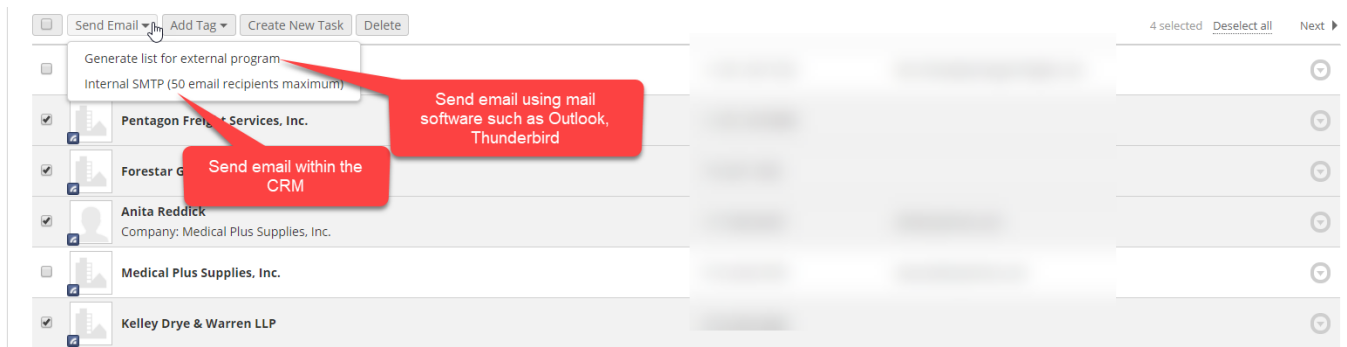 Send Email Add Tag Create New Task Delete 4 selected Deselect all Next
Generate list for external program
Internal SMTP (50 email recipients maximum)
Send email using mail
software such as Outlook,
Thunderbird
Pentagon Freight Services, Inc.
Send email within the
CRM
Forestar G
Anita Reddick
Company: Medical Plus Supplies, Inc.
Medical Plus Supplies, Inc.
Kelley Drye & Warren LLP